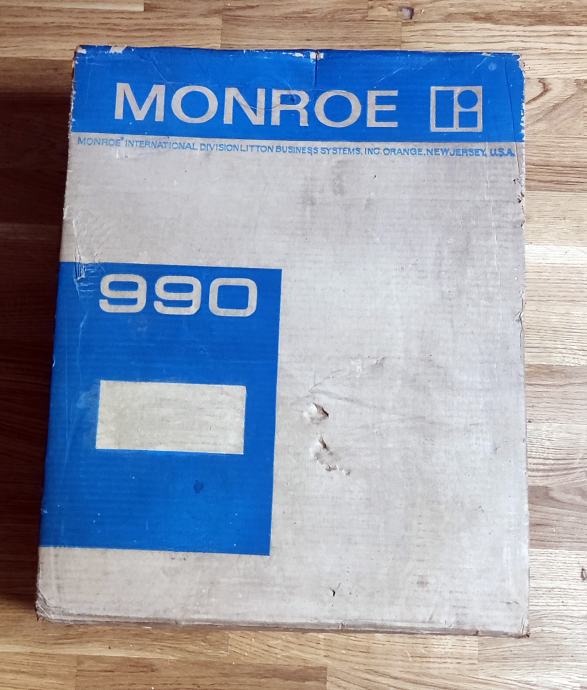 MONROE
MONROE® INTERNATIONAL DIVISION LITTON BUSINESS SYSTEMS, INC. ORANGE, NEW JERSEY, U.S.A.
990